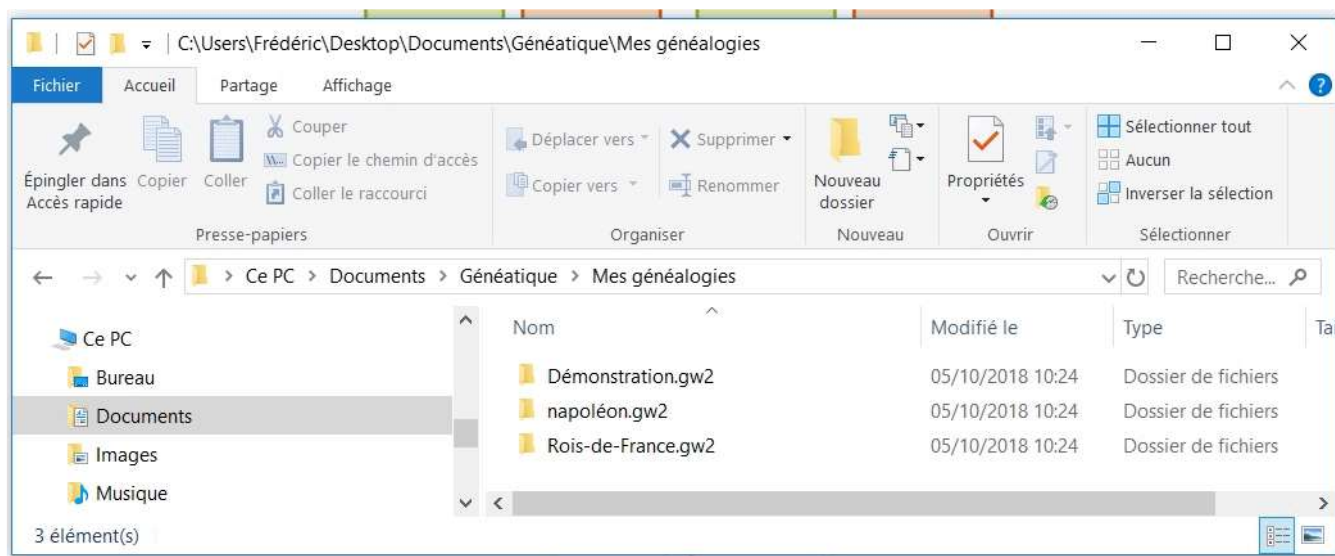 C:\Users\Frédéric\Desktop\Documents\Généatique\Mes généalogies
Fichier Accueil Partage Affichage
Épingler dans Accès rapide
Copier
Coller
Couper
Copier le chemin d'accès
Coller le raccourci
Presse-papiers
Déplacer vers
Copier vers
Supprimer
Renommer
Organiser
Nouveau dossier
Nouveau
Propriétés
Ouvrir
Sélectionner tout
Aucun
Inverser la sélection
Sélectionner
Ce PC > Documents > Généatique > Mes généalogies
Recherche...
Ce PC
Bureau
Documents
Images
Musique
Nom Modifié le Type Ta
Démonstration.gw2 05/10/2018 10:24 Dossier de fichiers
napoléon.gw2 05/10/2018 10:24 Dossier de fichiers
Rois-de-France.gw2 05/10/2018 10:24 Dossier de fichiers
3 élément(s)